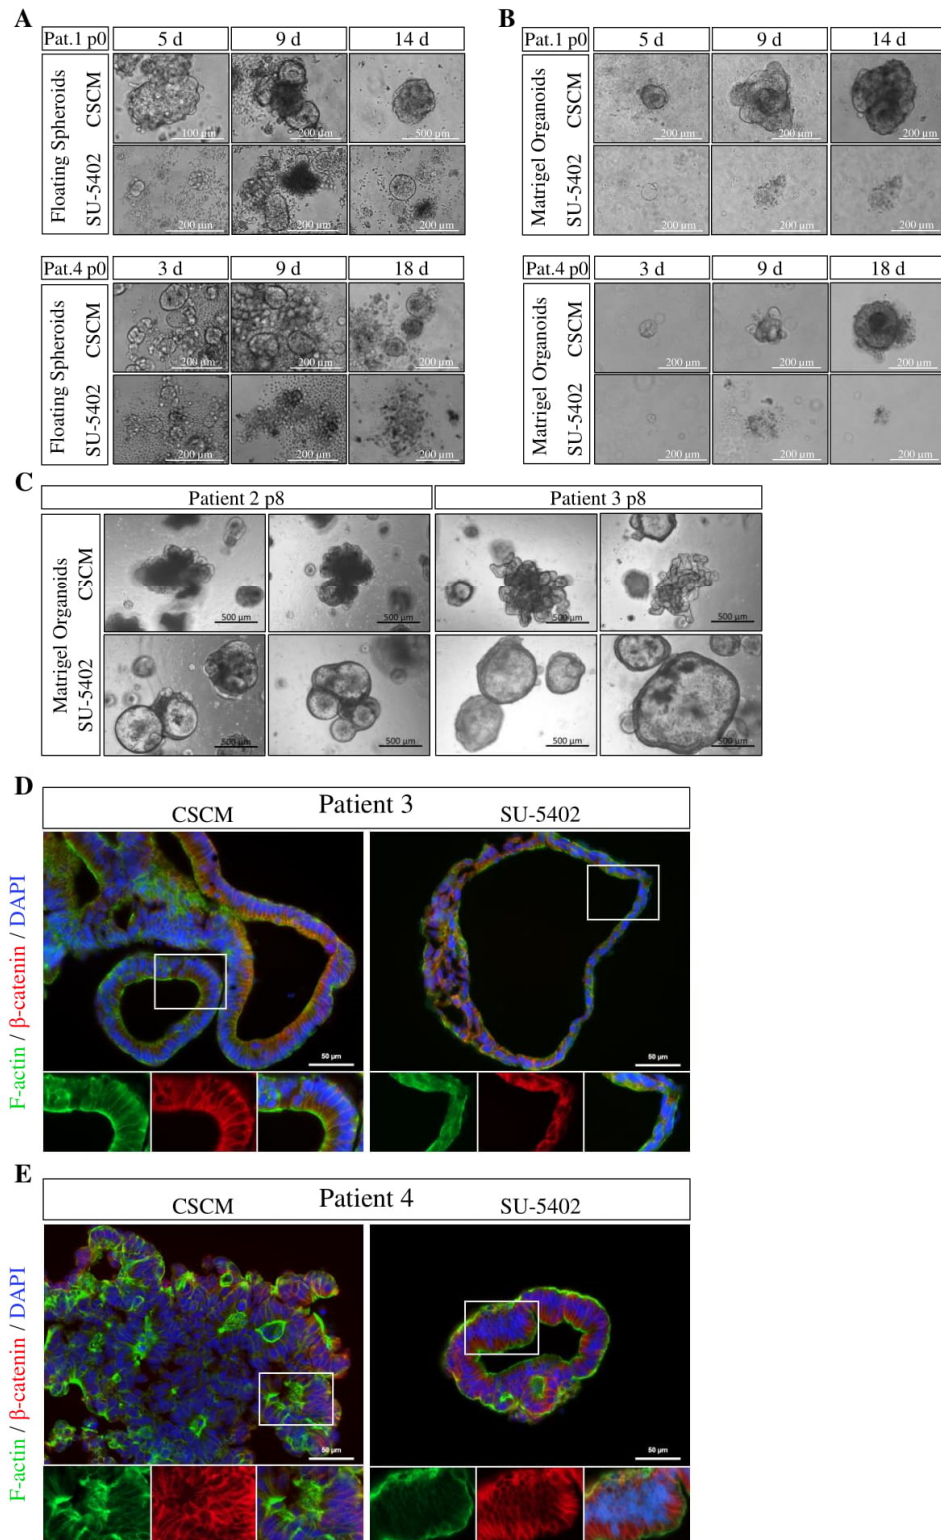 A
Pat.1 p0 5 d 9 d 14 d
Floating Spheroids
CSCM
100 μm 200 μm 500 μm
SU-5402
200 μm 200 μm 200 μm
Pat.4 p0 3 d 9 d 18 d
Floating Spheroids
CSCM
200 μm 200 μm 200 μm
SU-5402
200 μm 200 μm 200 μm
B
Pat.1 p0 5 d 9 d 14 d
Matrigel Organoids
CSCM
200 μm 200 μm 200 μm
SU-5402
200 μm 200 μm 200 μm
Pat.4 p0 3 d 9 d 18 d
Matrigel Organoids
CSCM
200 μm 200 μm 200 μm
SU-5402
200 μm 200 μm 200 μm
C
Patient 2 p8 Patient 3 p8
Matrigel Organoids
CSCM
500 μm 500 μm 500 μm 500 μm
SU-5402
500 μm 500 μm 500 μm 500 μm
D
Patient 3
CSCM SU-5402
F-actin / β-catenin / DAPI
50 μm 50 μm
E
Patient 4
CSCM SU-5402
F-actin / β-catenin / DAPI
50 μm 50 μm